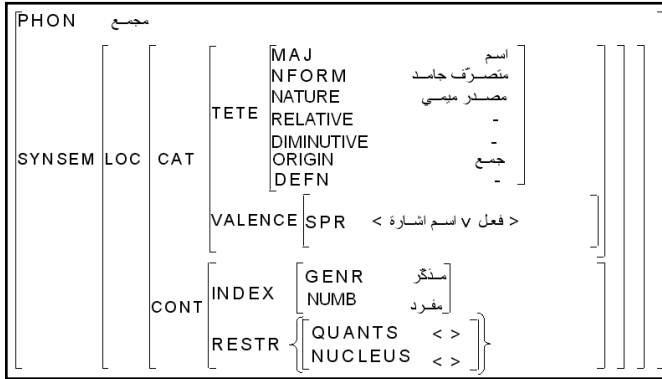 PHON مجمع
MAJ اسم
NFORM متصرّف جامد
NATURE مصدر ميمي
TETE RELATIVE -
DIMINUTIVE -
SYNSEM LOC CAT ORIGIN جمع
DEFN -
VALENCE SPR < فعل v اسم اشارة >
GENR مذكّر
CONT INDEX NUMB مفرد
QUANTS < >
RESTR NUCLEUS < >